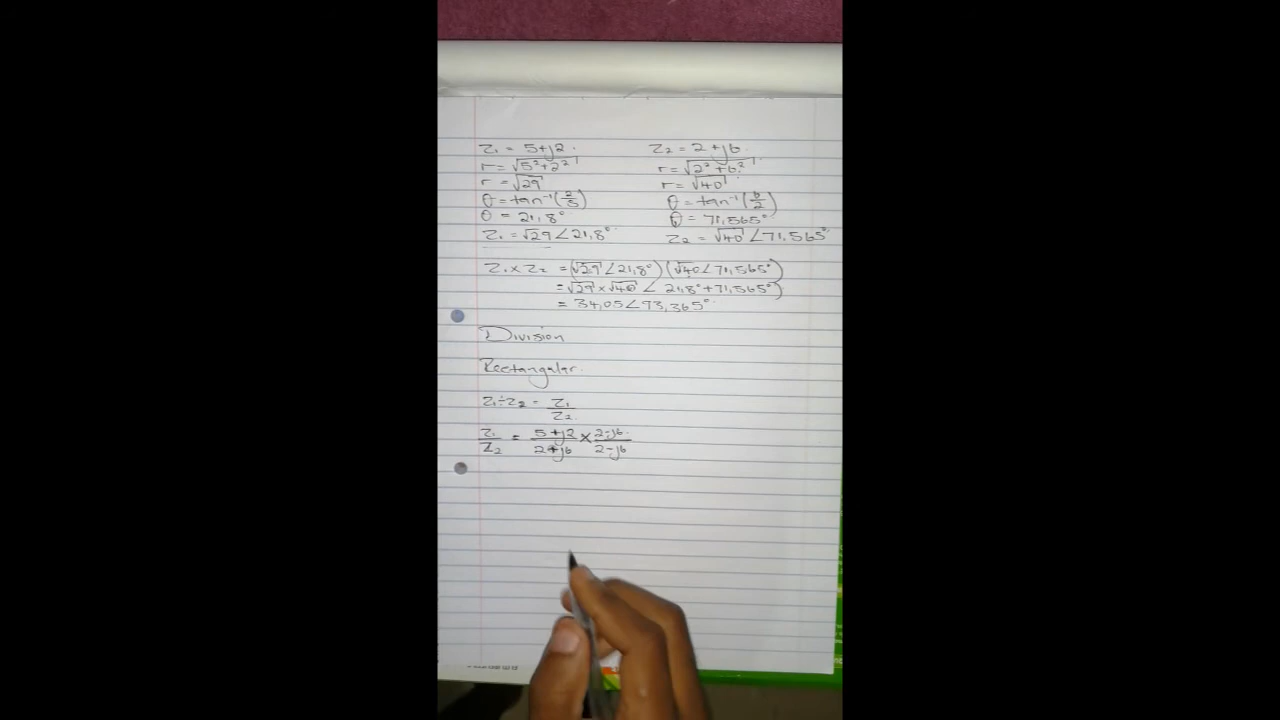 Z₁ = 5+j2. Z₂ = 2+j6.
r = √5²+2² r = √2²+6²
r = √29 r = √40
θ = tan⁻¹(2/5) θ = tan⁻¹(6/2)
θ = 21,8° θ = 71,565°
Z₁ = √29∠21,8° Z₂ = √40∠71,565°
Z₁×Z₂ = (√29∠21,8°)(√40∠71,565°)
= √29×√40∠21,8°+71,565°)
= 34,05∠93,365°
Division
Rectangular.
Z₁÷Z₂ = Z₁/Z₂
Z₁/Z₂ = 5+j2/2+j6 × 2-j6/2-j6